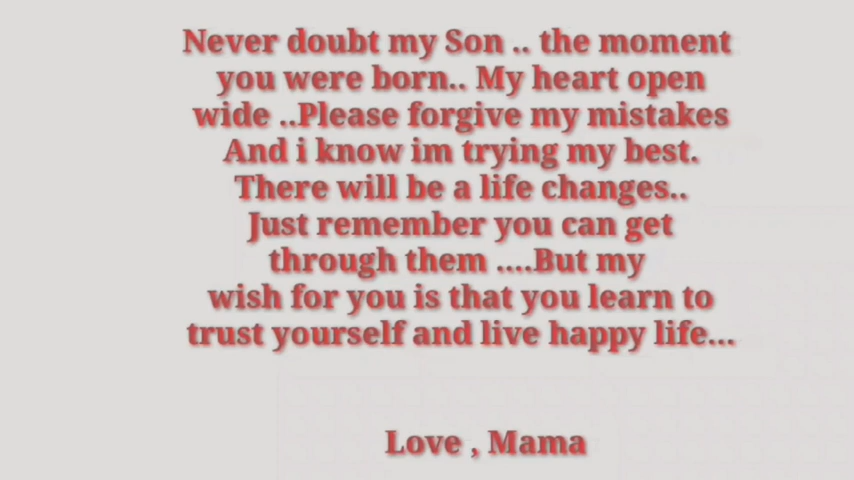 Never doubt my Son .. the moment
you were born.. My heart open
wide ..Please forgive my mistakes
And i know im trying my best.
There will be a life changes..
Just remember you can get
through them ....But my
wish for you is that you learn to
trust yourself and live happy life...
Love , Mama